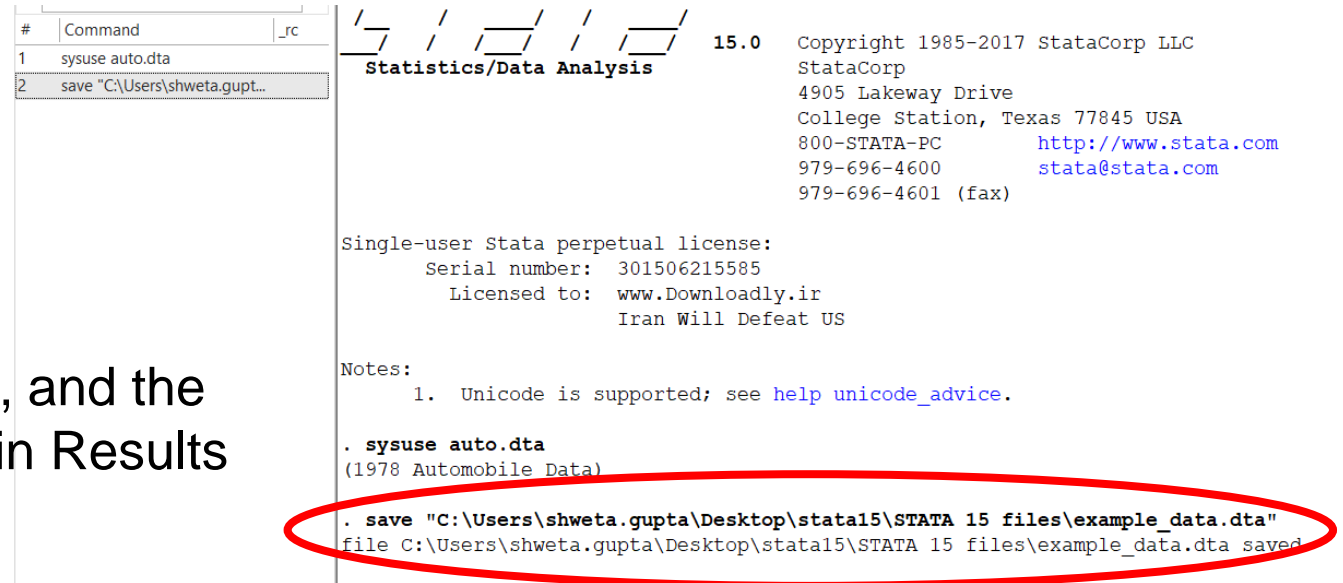 # Command _rc
1 sysuse auto.dta
2 save "C:\Users\shweta.gupt...
, and the
in Results
15.0 Copyright 1985-2017 StataCorp LLC
Statistics/Data Analysis StataCorp
4905 Lakeway Drive
College Station, Texas 77845 USA
800-STATA-PC http://www.stata.com
979-696-4600 stata@stata.com
979-696-4601 (fax)
Single-user Stata perpetual license:
Serial number: 301506215585
Licensed to: www.Downloadly.ir
Iran Will Defeat US
Notes:
1. Unicode is supported; see help unicode_advice.
. sysuse auto.dta
(1978 Automobile Data)
. save "C:\Users\shweta.gupta\Desktop\stata15\STATA 15 files\example_data.dta"
file C:\Users\shweta.gupta\Desktop\stata15\STATA 15 files\example_data.dta saved